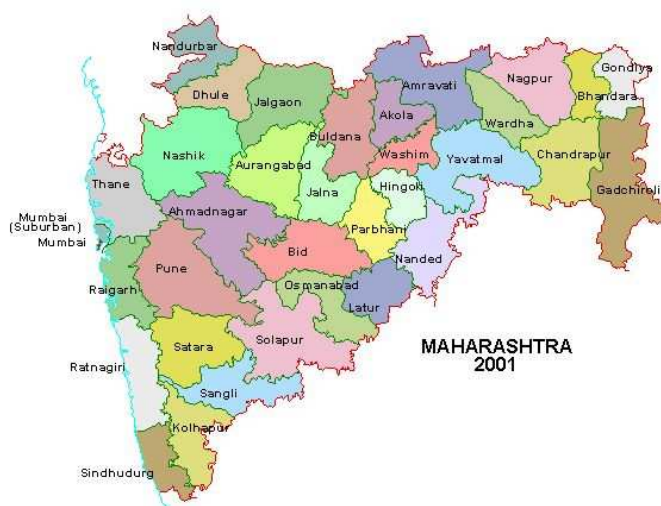 Nandurbar
Dhule
Jalgaon
Buldana
Akola
Amravati
Nagpur
Gondiya
Bhandara
Wardha
Nashik
Aurangabad
Jalna
Washim
Yavatmal
Chandrapur
Gadchiroli
Thane
Ahmadnagar
Parbhani
Hingoli
Mumbai
(Suburban)
Mumbai
Pune
Bid
Nanded
Raigarh
Osmanabad
Latur
Satara
Solapur
MAHARASHTRA
2001
Ratnagiri
Sangli
Kolhapur
Sindhudurg